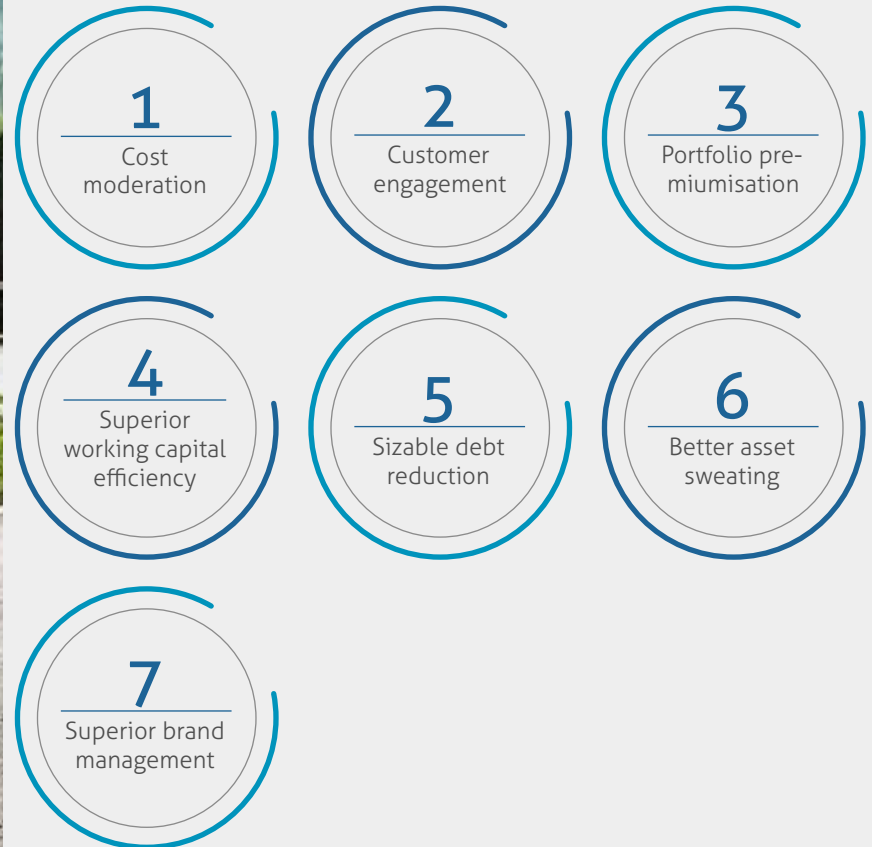 1
Cost
moderation
2
Customer
engagement
3
Portfolio pre-
miumisation
4
Superior
working capital
efficiency
5
Sizable debt
reduction
6
Better asset
sweating
7
Superior brand
management